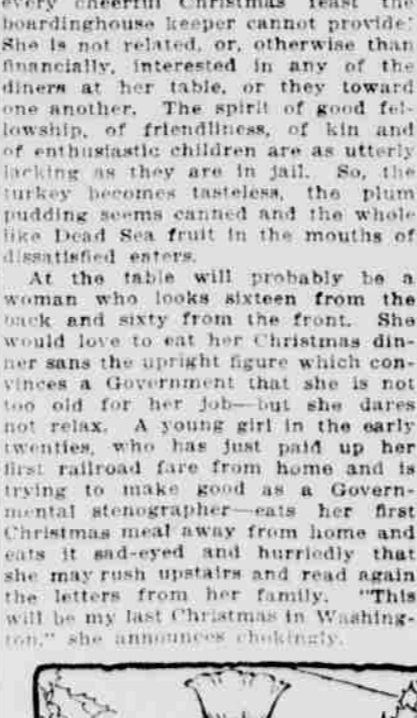 every cheerful Christmas feast the
boardinghouse keeper cannot provide.
She is not related, or, otherwise than
financially, interested in any of the
diners at her table, or they toward
one another. The spirit of good fel-
lowship, of friendliness, of kin and
of enthusiastic children are as utterly
lacking as they are in jail. So, the
turkey becomes tasteless, the plum
pudding seems canned and the whole
like Dead Sea fruit in the mouths of
dissatisfied eaters.
At the table will probably be a
woman who looks sixteen from the
back and sixty from the front. She
would love to eat her Christmas din-
ner sans the upright figure which con-
vinces a Government that she is not
too old for her job—but she dares
not relax. A young girl in the early
twenties, who has just paid up her
first railroad fare from home and is
trying to make good as a Govern-
mental stenographer—eats her first
Christmas meal away from home and
eats it sad-eyed and hurriedly that
she may rush upstairs and read again
the letters from her family. "This
will be my last Christmas in Washing-
ton," she announces chokingly.